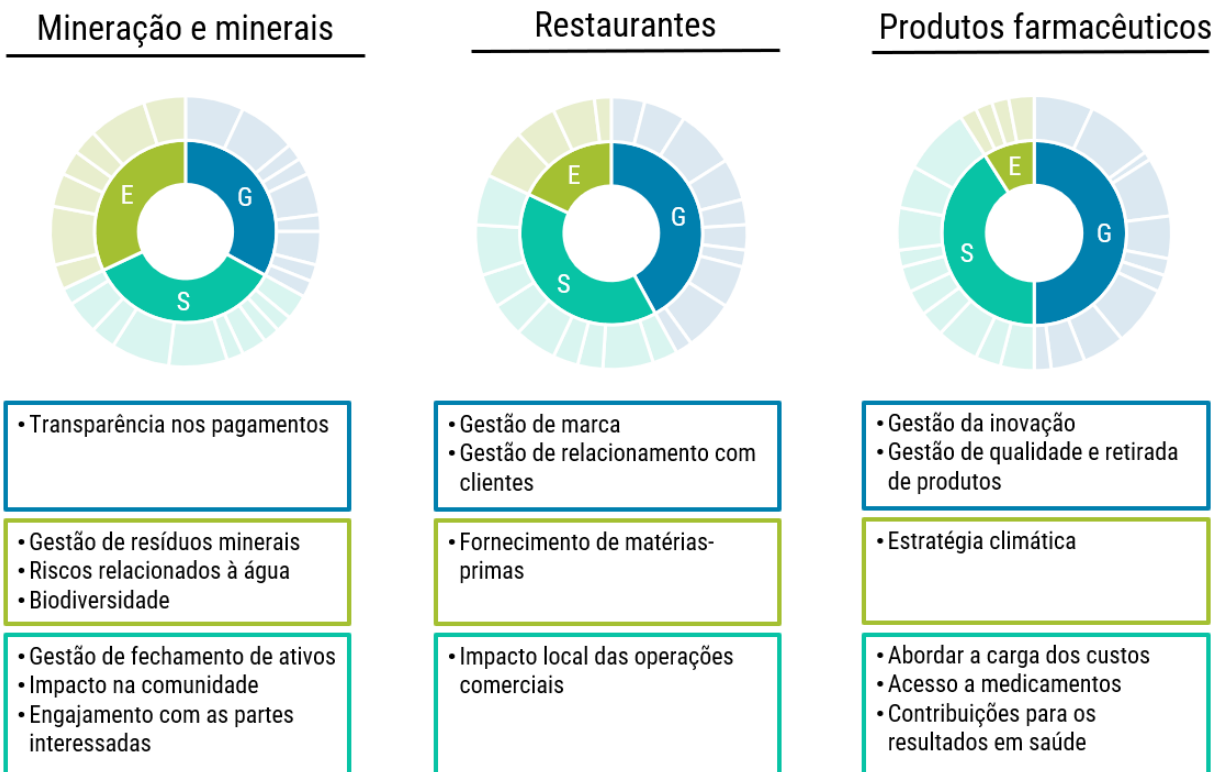 Mineração e minerais
Restaurantes
Produtos farmacêuticos
E
G
S
E
G
S
E
G
S
• Transparência nos pagamentos
• Gestão de marca
• Gestão de relacionamento com
clientes
• Gestão da inovação
• Gestão de qualidade e retirada
de produtos
• Gestão de resíduos minerais
• Riscos relacionados à água
• Biodiversidade
• Fornecimento de matérias-
primas
• Estratégia climática
• Gestão de fechamento de ativos
• Impacto na comunidade
• Engajamento com as partes
interessadas
• Impacto local das operações
comerciais
• Abordar a carga dos custos
• Acesso a medicamentos
• Contribuições para os
resultados em saúde